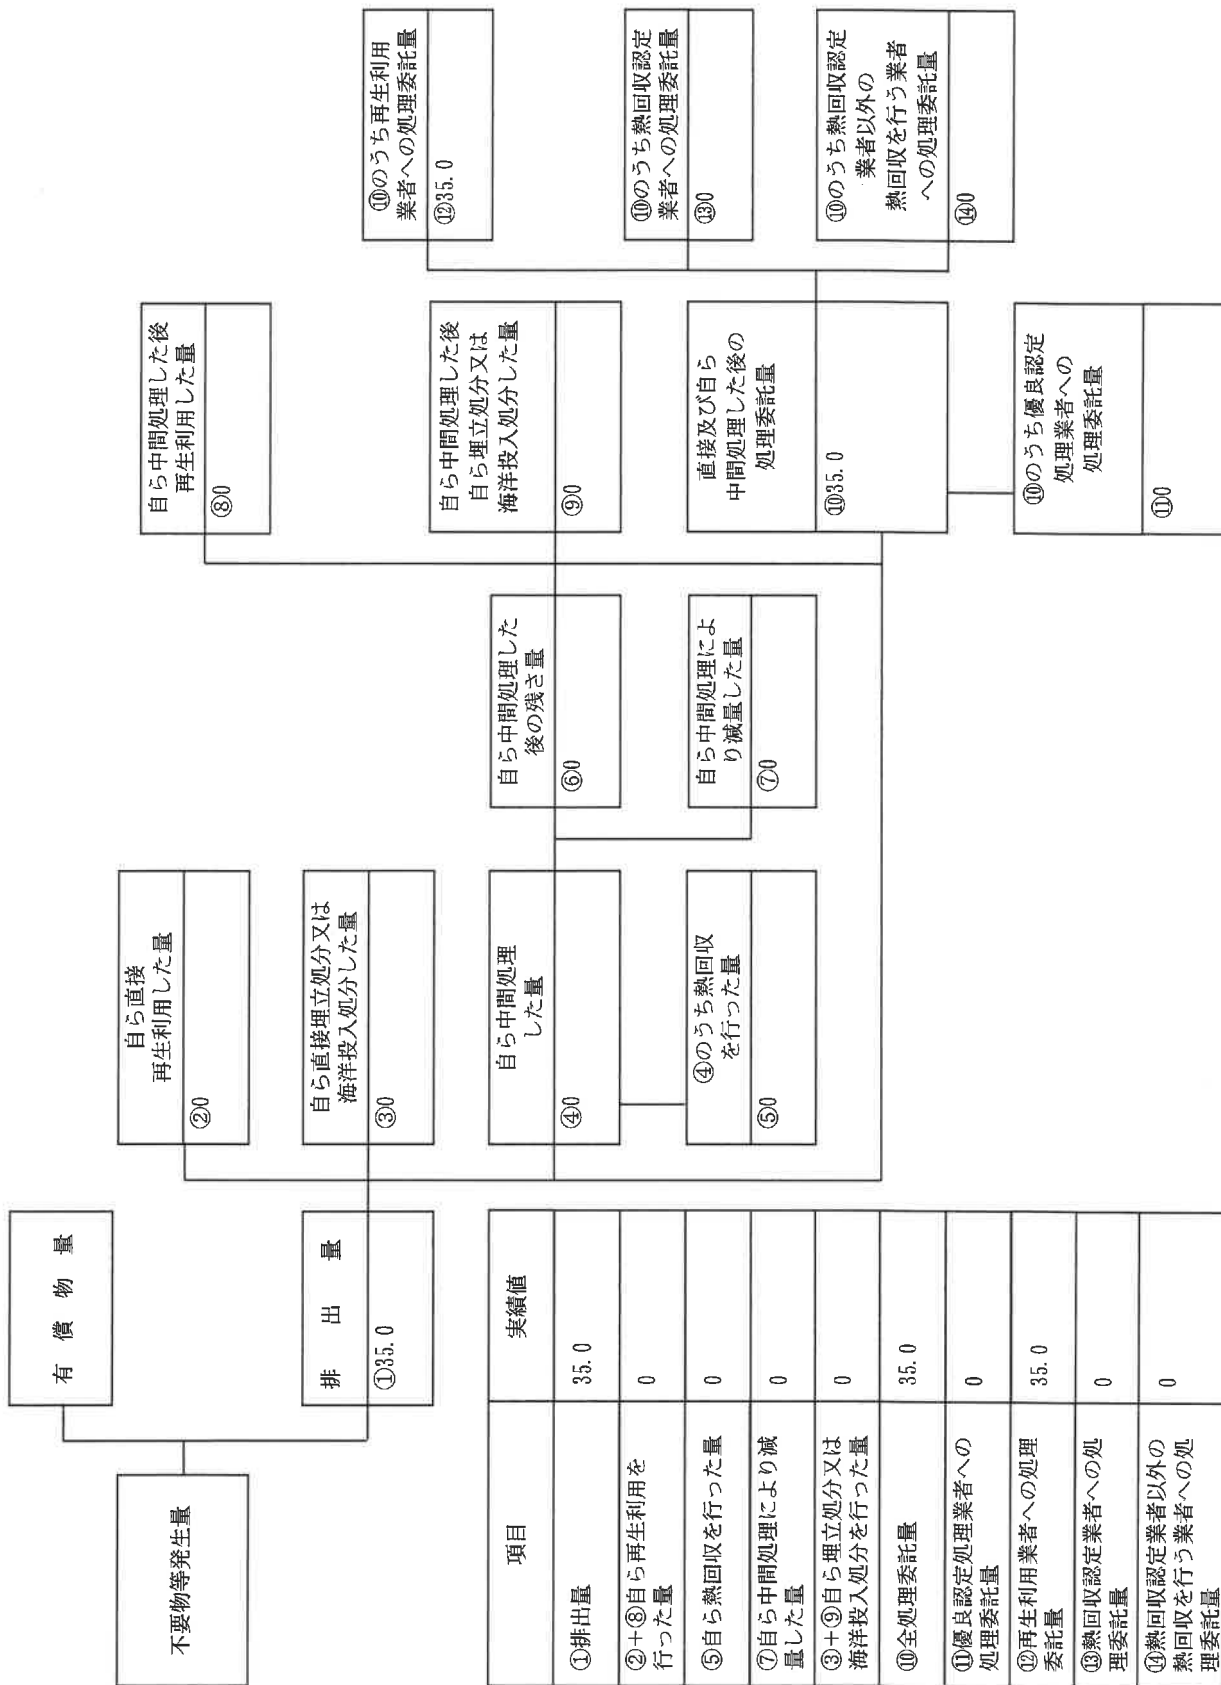 不要物等発生量
有償物量
排出量
①35.0
自ら直接
再生利用した量
②0
自ら直接埋立処分又は
海洋投入処分した量
③0
自ら中間処理
した量
④0
④のうち熱回収
を行った量
⑤0
自ら中間処理した
後の残さ量
⑥0
自ら中間処理によ
り減量した量
⑦0
自ら中間処理した後
再生利用した量
⑧0
自ら中間処理した後
自ら埋立処分又は
海洋投入処分した量
⑨0
直接及び自ら
中間処理した後の
処理委託量
⑩35.0
⑩のうち優良認定
処理業者への
処理委託量
⑪0
⑩のうち再生利用
業者への処理委託量
⑫35.0
⑩のうち熱回収認定
業者への処理委託量
⑬0
⑩のうち熱回収認定
業者以外の
熱回収を行う業者
への処理委託量
⑭0
項目 実績値
①排出量 35.0
②+⑧自ら再生利用を
行った量 0
⑤自ら熱回収を行った量 0
⑦自ら中間処理により減
量した量 0
③+⑨自ら埋立処分又は
海洋投入処分を行った量 0
⑩全処理委託量 35.0
⑪優良認定処理業者への
処理委託量 0
⑫再生利用業者への処理
委託量 35.0
⑬熱回収認定業者への処
理委託量 0
⑭熱回収認定業者以外の
熱回収を行う業者への処
理委託量 0